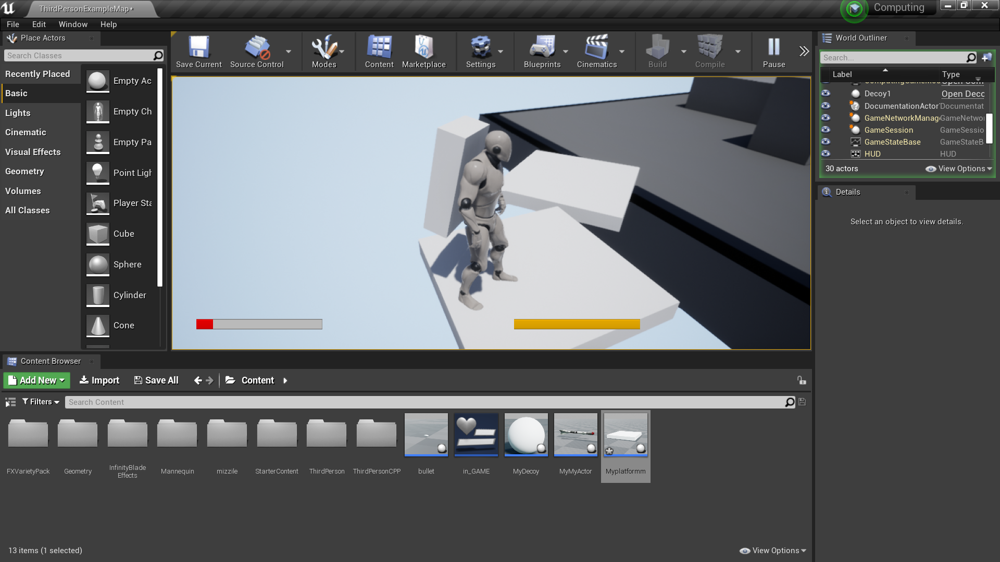 ThirdPersonExampleMap*
Computing
File Edit Window Help
Place Actors
Search Classes
Recently Placed
Basic
Lights
Cinematic
Visual Effects
Geometry
Volumes
All Classes
Empty Ac
Empty Ch
Empty Pa
Point Ligh
Player Sta
Cube
Sphere
Cylinder
Cone
Save Current
Source Control
Modes
Content
Marketplace
Settings
Blueprints
Cinematics
Build
Compile
Pause
World Outliner
Search...
Label Type
Decoy1 Open Decc
DocumentationActor Documentat
GameNetworkManag GameNetwor
GameSession GameSessio
GameStateBase GameStateB
HUD HUD
30 actors View Options
Details
Select an object to view details.
Content Browser
Add New Import Save All Content
Filters Search Content
FXVarietyPack
Geometry
InfinityBlade
Effects
Mannequin
mizzile
StarterContent
ThirdPerson
ThirdPersonCPP
bullet
in_GAME
MyDecoy
MyMyActor
Myplatformm
13 items (1 selected) View Options